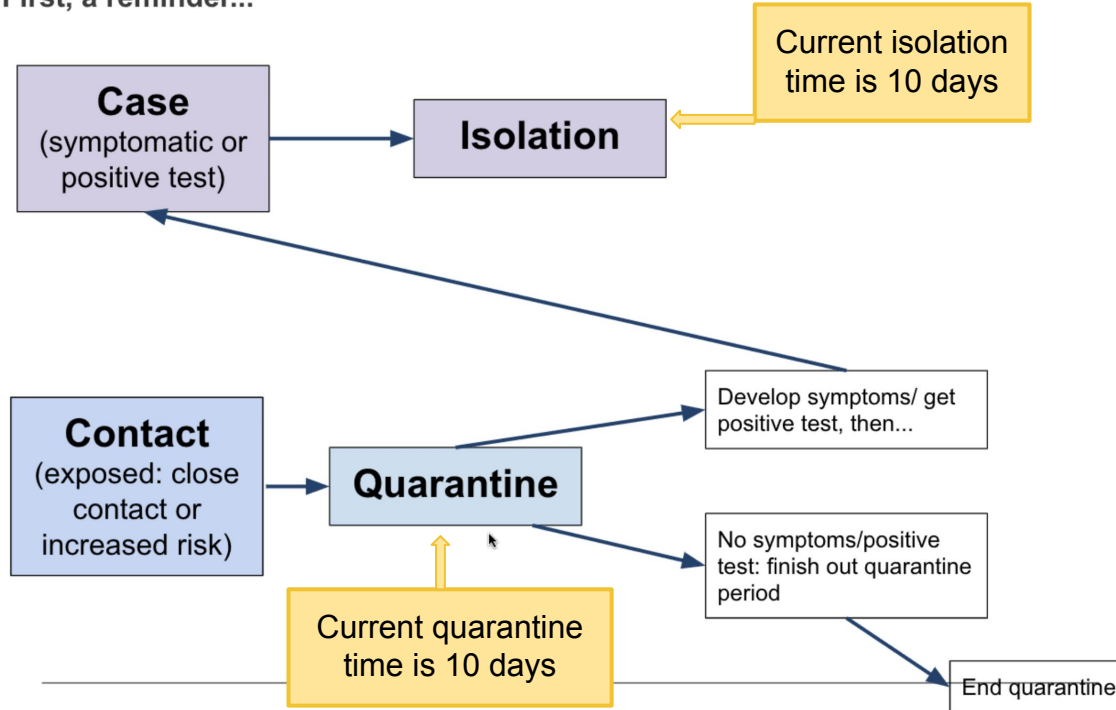 First, a reminder...
Current isolation
time is 10 days
Case
(symptomatic or
positive test)
Isolation
Develop symptoms/ get
positive test, then...
Contact
(exposed: close
contact or
increased risk)
Quarantine
No symptoms/positive
test: finish out quarantine
period
Current quarantine
time is 10 days
End quarantine